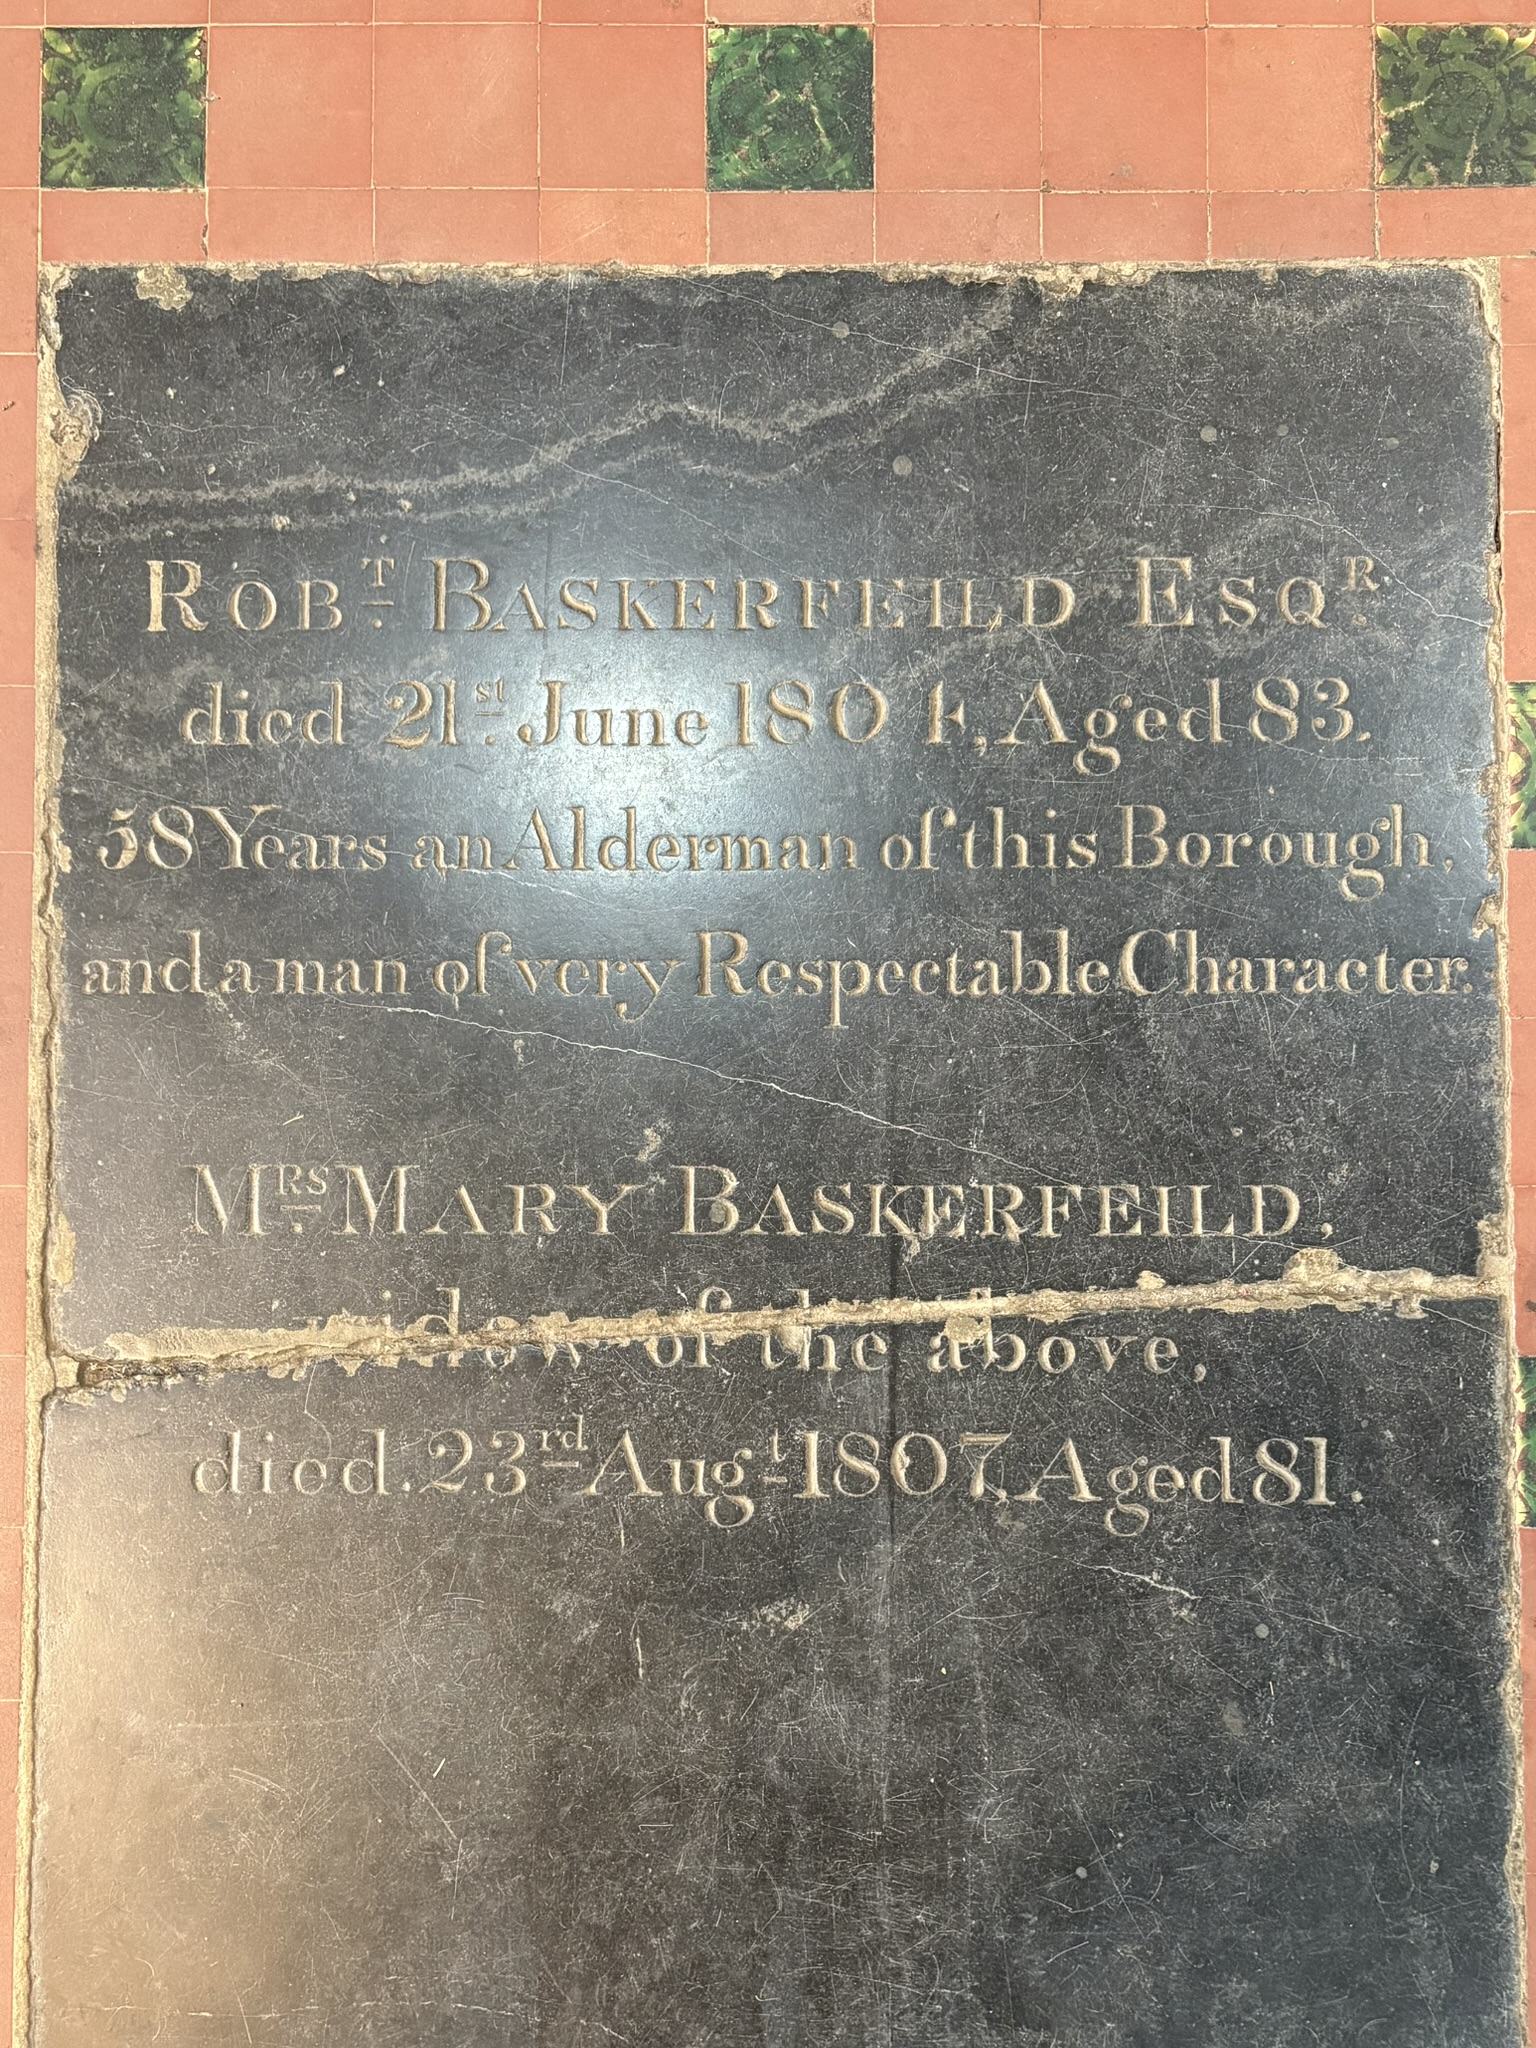 ROBT. BASKERFEILD ESQR.
died 21st. June 1804, Aged 83.
58 Years an Alderman of this Borough,
and a man of very Respectable Character.
MRS. MARY BASKERFEILD,
widow of the above,
died. 23rd Augt 1807, Aged 81.